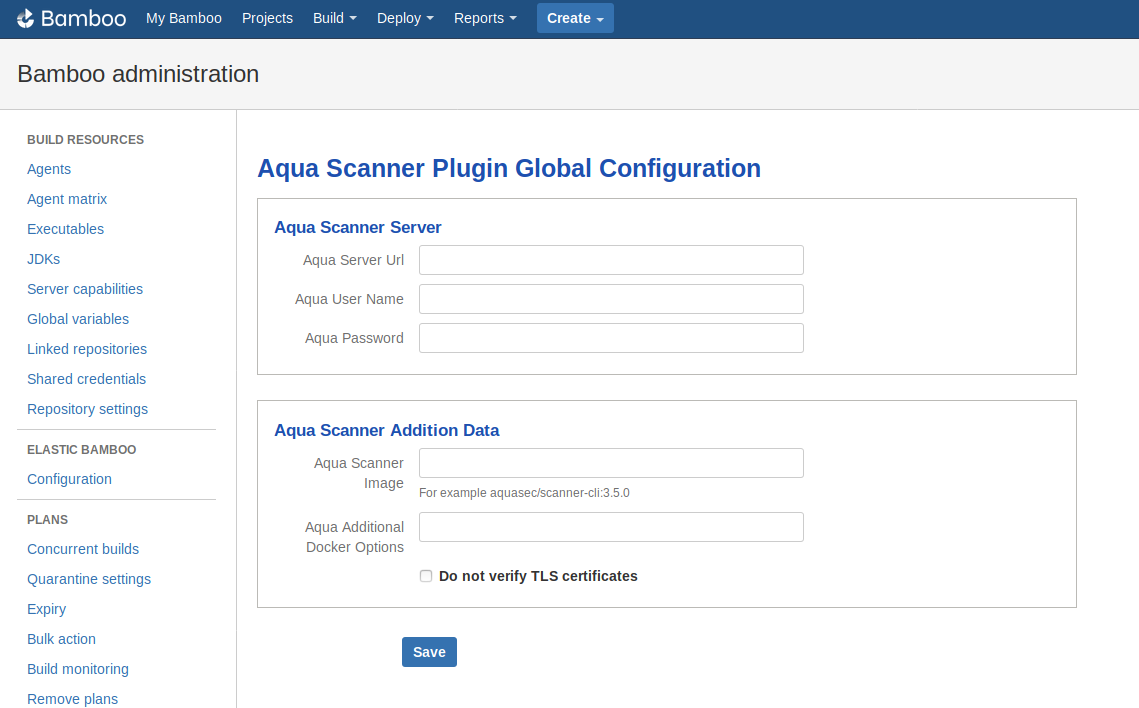 Bamboo My Bamboo Projects Build Deploy Reports Create
Bamboo administration
BUILD RESOURCES
Agents
Agent matrix
Executables
JDKs
Server capabilities
Global variables
Linked repositories
Shared credentials
Repository settings
ELASTIC BAMBOO
Configuration
PLANS
Concurrent builds
Quarantine settings
Expiry
Bulk action
Build monitoring
Remove plans
Aqua Scanner Plugin Global Configuration
Aqua Scanner Server
Aqua Server Url
Aqua User Name
Aqua Password
Aqua Scanner Addition Data
Aqua Scanner
Image
For example aquasec/scanner-cli:3.5.0
Aqua Additional
Docker Options
Do not verify TLS certificates
Save